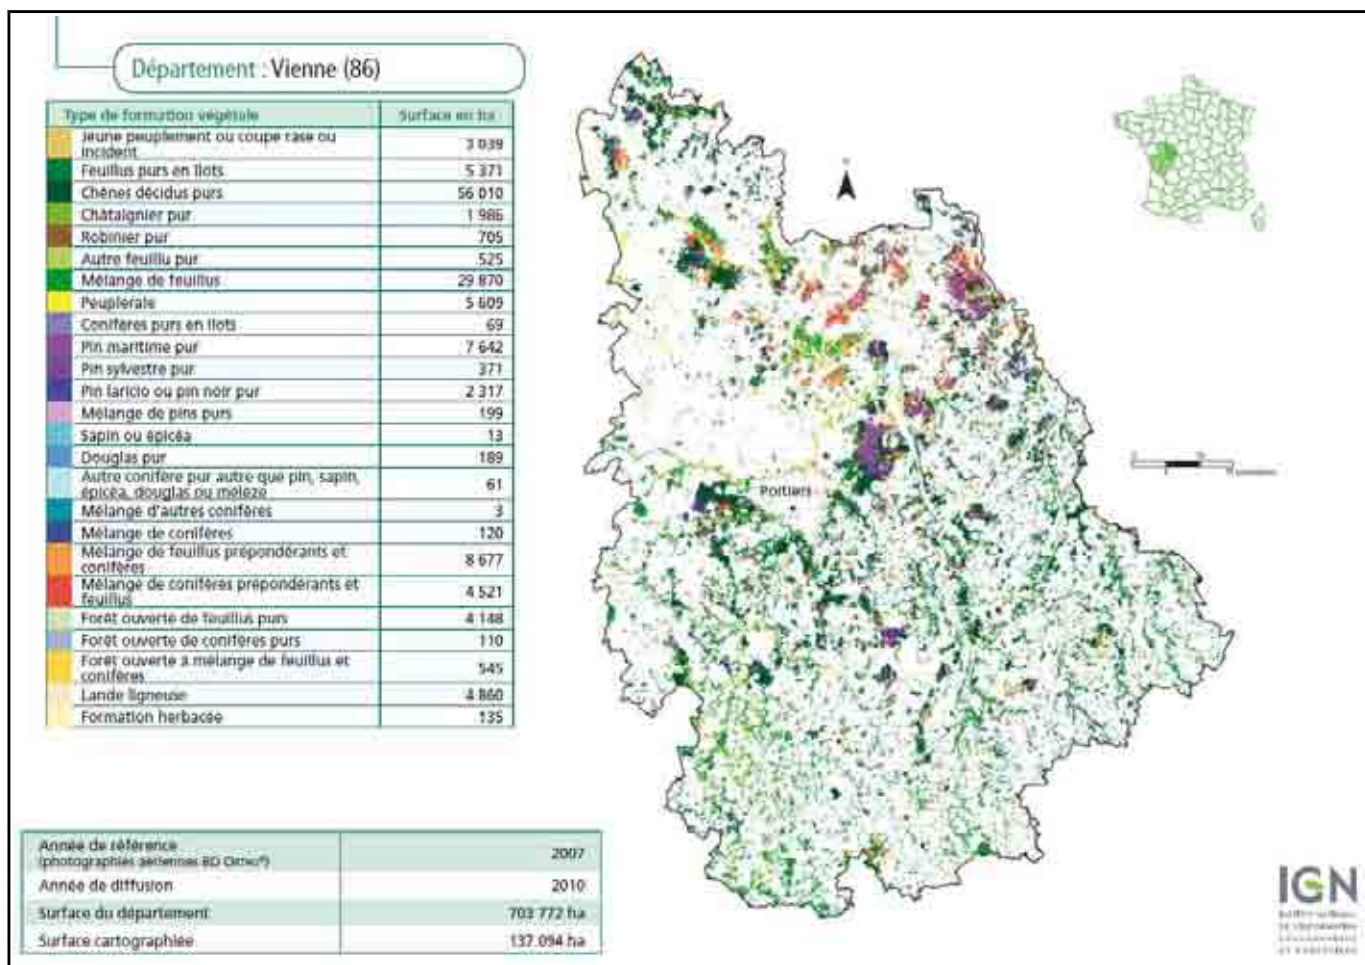 Département : Vienne (86)
Type de formation végétale Surface en ha
Jeune peuplement ou coupe rase ou
incident 3 039
Feuillus purs en îlots 5 371
Chênes décidus purs 56 010
Châtaignier pur 1 986
Robinier pur 705
Autre feuillu pur 525
Mélange de feuillus 29 870
Peupleraie 5 609
Conifères purs en îlots 69
Pin maritime pur 7 642
Pin sylvestre pur 371
Pin laricio ou pin noir pur 2 317
Mélange de pins purs 199
Sapin ou épicéa 13
Douglas pur 189
Autre conifère pur autre que pin, sapin,
épicéa, douglas ou mélèze 61
Mélange d'autres conifères 3
Mélange de conifères 120
Mélange de feuillus prépondérants et
conifères 8 677
Mélange de conifères prépondérants et
feuillus 4 521
Forêt ouverte de feuillus purs 4 148
Forêt ouverte de conifères purs 110
Forêt ouverte à mélange de feuillus et
conifères 545
Lande ligneuse 4 860
Formation herbacée 135
Poitiers
Année de référence
(photographies aériennes BD Ortho®) 2007
Année de diffusion 2010
Surface du département 703 772 ha
Surface cartographiée 137 094 ha
IGN